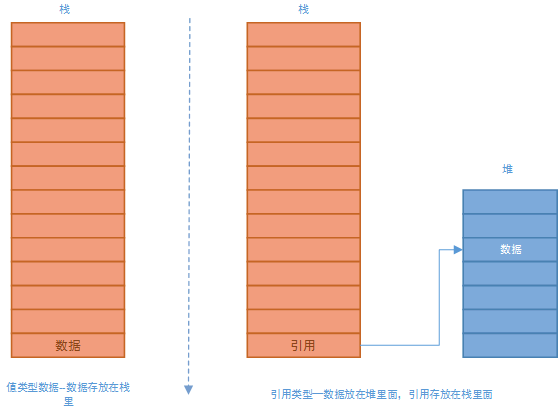 栈
栈
堆
数据
数据
引用
值类型数据--数据存放在栈
里
引用类型—数据放在堆里面，引用存放在栈里面